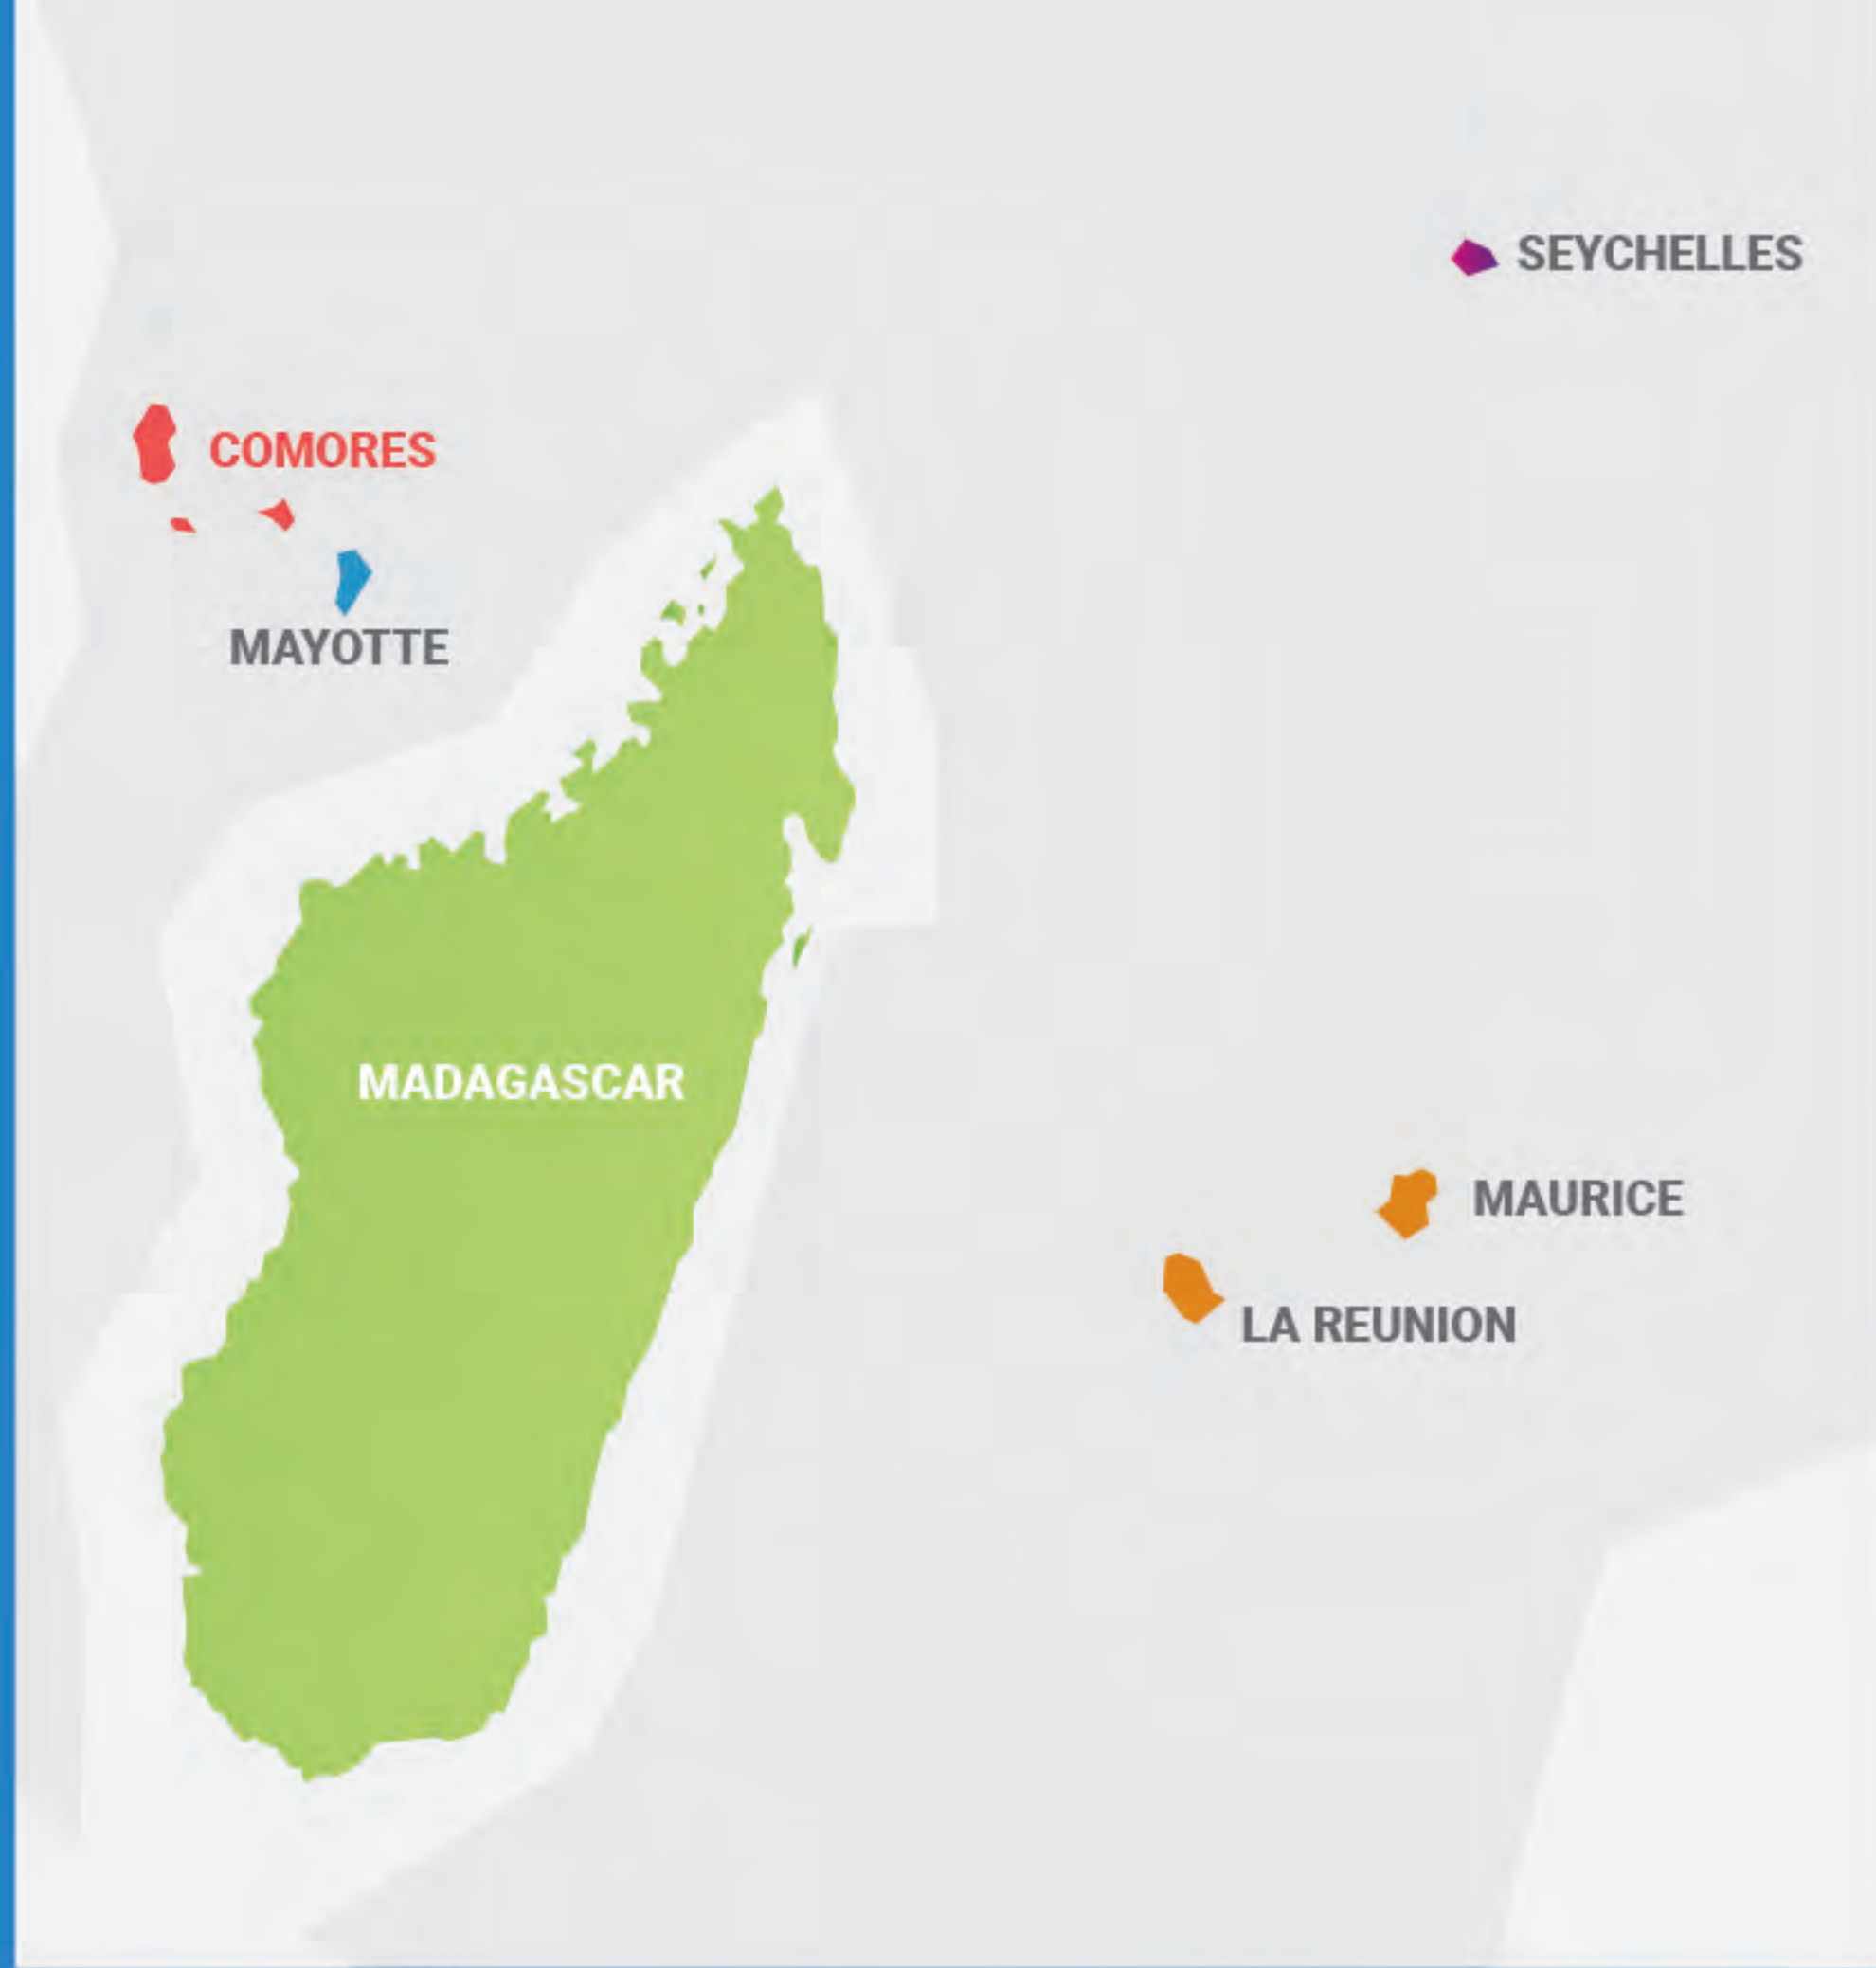 SEYCHELLES
COMORES
MAYOTTE
MADAGASCAR
MAURICE
LA REUNION